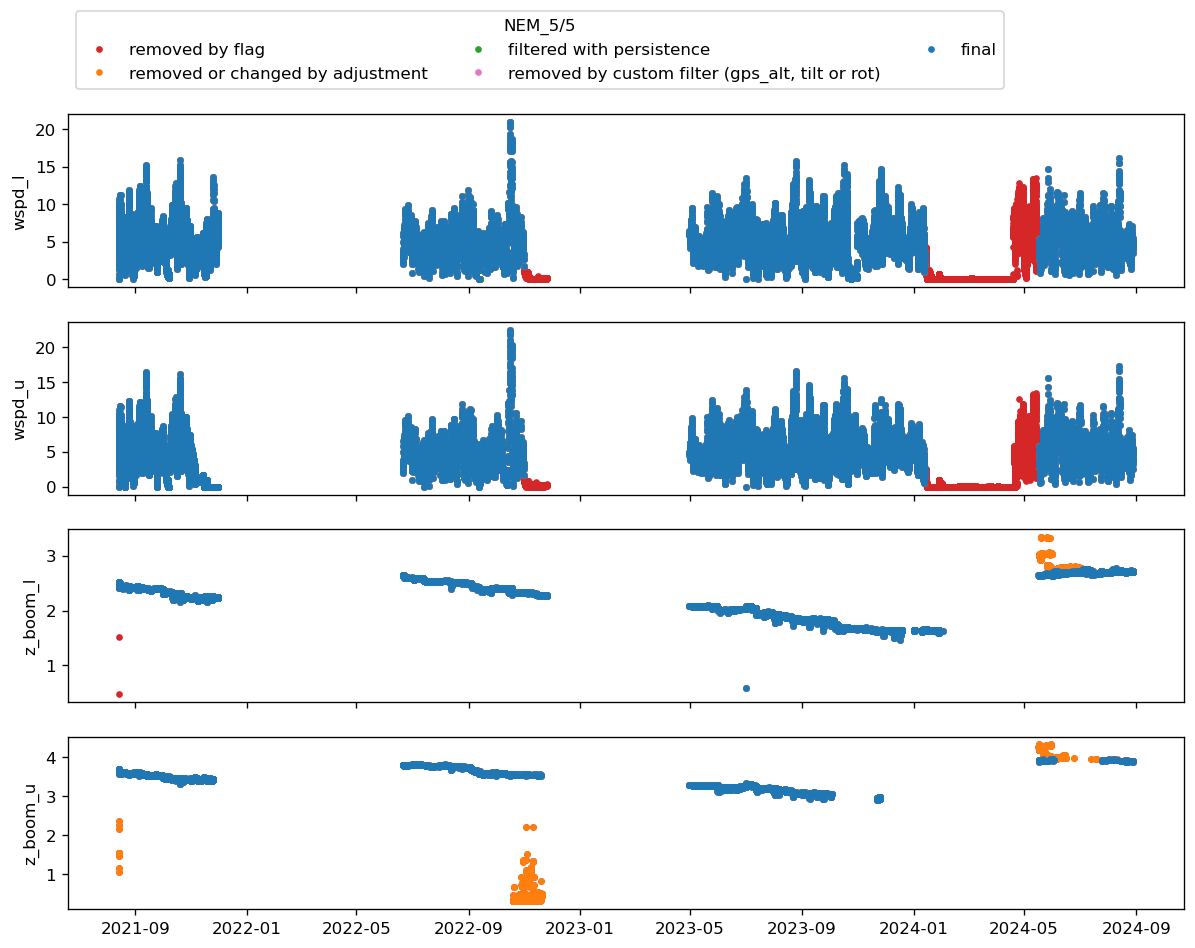 NEM_5/5
removed by flag
filtered with persistence
final
removed or changed by adjustment
removed by custom filter (gps_alt, tilt or rot)
20
15
10
5
0
wspd_l
20
15
10
5
0
wspd_u
3
2
1
z_boom_l
4
3
2
1
z_boom_u
2021-09 2022-01 2022-05 2022-09 2023-01 2023-05 2023-09 2024-01 2024-05 2024-09